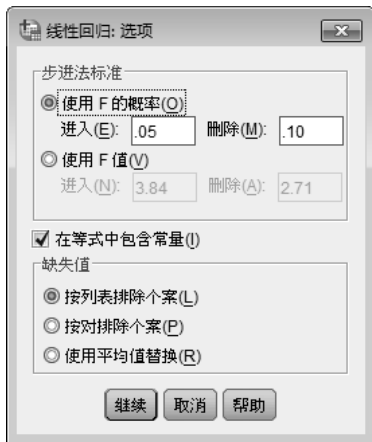 线性回归: 选项
步进法标准
使用 F 的概率(O)
进入(E): .05 删除(M): .10
使用 F 值(V)
进入(N): 3.84 删除(A): 2.71
在等式中包含常量(I)
缺失值
按列表排除个案(L)
按对排除个案(P)
使用平均值替换(R)
继续 取消 帮助